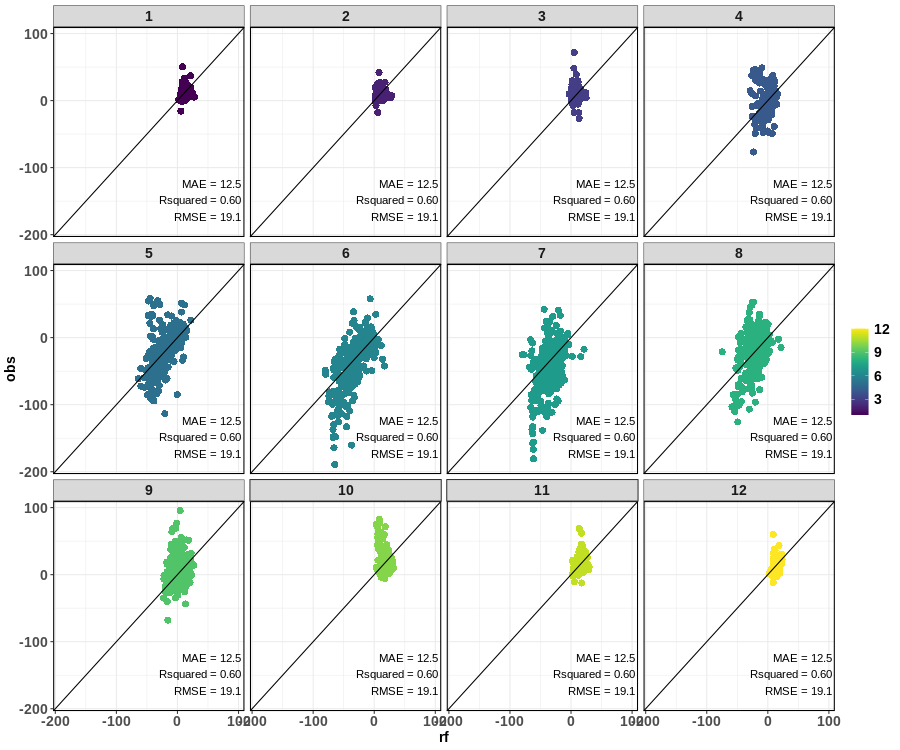 1 2 3 4
100
0
-100
-200
MAE = 12.5 MAE = 12.5 MAE = 12.5 MAE = 12.5
Rsquared = 0.60 Rsquared = 0.60 Rsquared = 0.60 Rsquared = 0.60
RMSE = 19.1 RMSE = 19.1 RMSE = 19.1 RMSE = 19.1
5 6 7 8
100
0
-100
-200
MAE = 12.5 MAE = 12.5 MAE = 12.5 MAE = 12.5
Rsquared = 0.60 Rsquared = 0.60 Rsquared = 0.60 Rsquared = 0.60
RMSE = 19.1 RMSE = 19.1 RMSE = 19.1 RMSE = 19.1
obs
12
9
6
3
9 10 11 12
100
0
-100
-200
MAE = 12.5 MAE = 12.5 MAE = 12.5 MAE = 12.5
Rsquared = 0.60 Rsquared = 0.60 Rsquared = 0.60 Rsquared = 0.60
RMSE = 19.1 RMSE = 19.1 RMSE = 19.1 RMSE = 19.1
-200 -100 0 100 -200 -100 0 100 -200 -100 0 100 -200 -100 0 100
rf